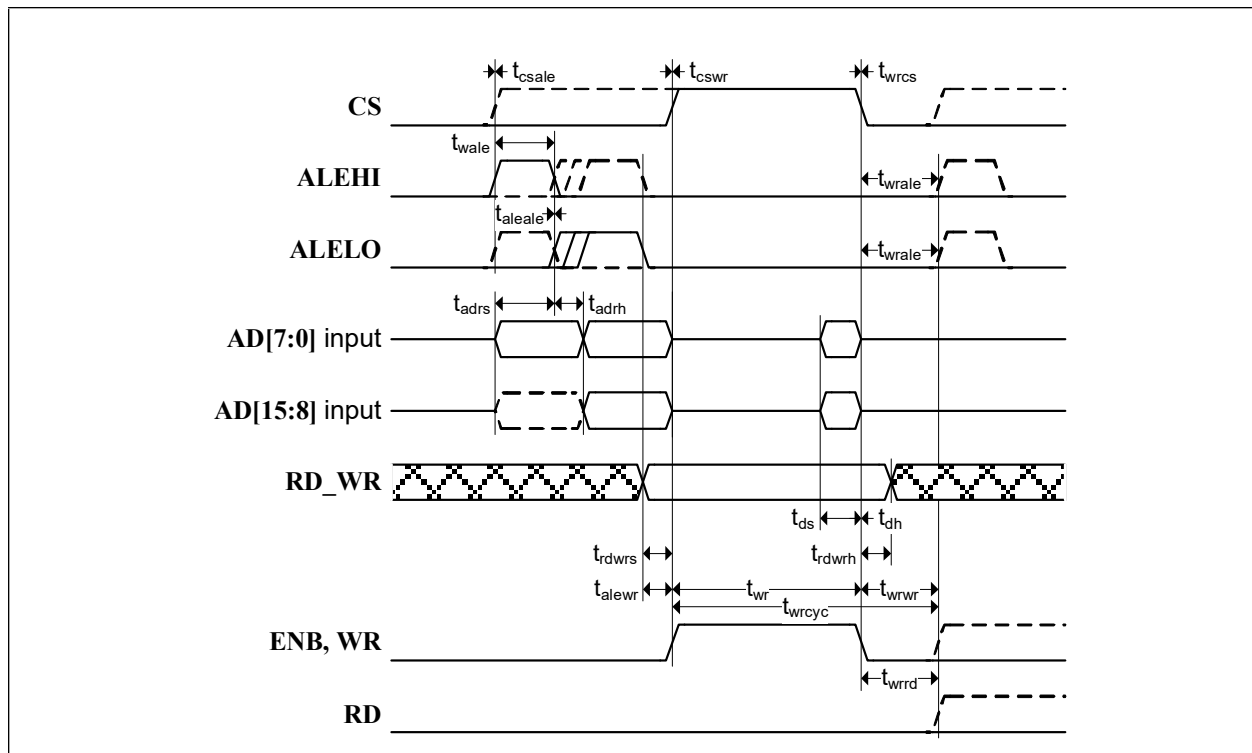 tcsale tcswr twrcs
CS
twale
ALEHI twrale
taleale
ALELO twrale
tadrs tadrh
AD[7:0] input
AD[15:8] input
RD_WR
tds tdh
trdwrs trdwrh
talewr twr twrwr
twrcyc
ENB, WR
twrrd
RD